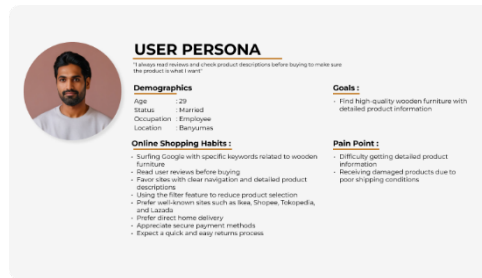 USER PERSONA
"I always read reviews and check product descriptions before buying to make sure
the product is what I want"
Demographics
Age : 29
Status : Married
Occupation : Employee
Location : Banyumas
Goals :
• Find high-quality wooden furniture with
detailed product information
Online Shopping Habits :
• Surfing Google with specific keywords related to wooden
furniture
• Read user reviews before buying
• Favor sites with clear navigation and detailed product
descriptions
• Using the filter feature to reduce product selection
• Prefer well-known sites such as Ikea, Shopee, Tokopedia,
and Lazada
• Prefer direct home delivery
• Appreciate secure payment methods
• Expect a quick and easy returns process
Pain Point :
• Difficulty getting detailed product
information
• Receiving damaged products due to
poor shipping conditions